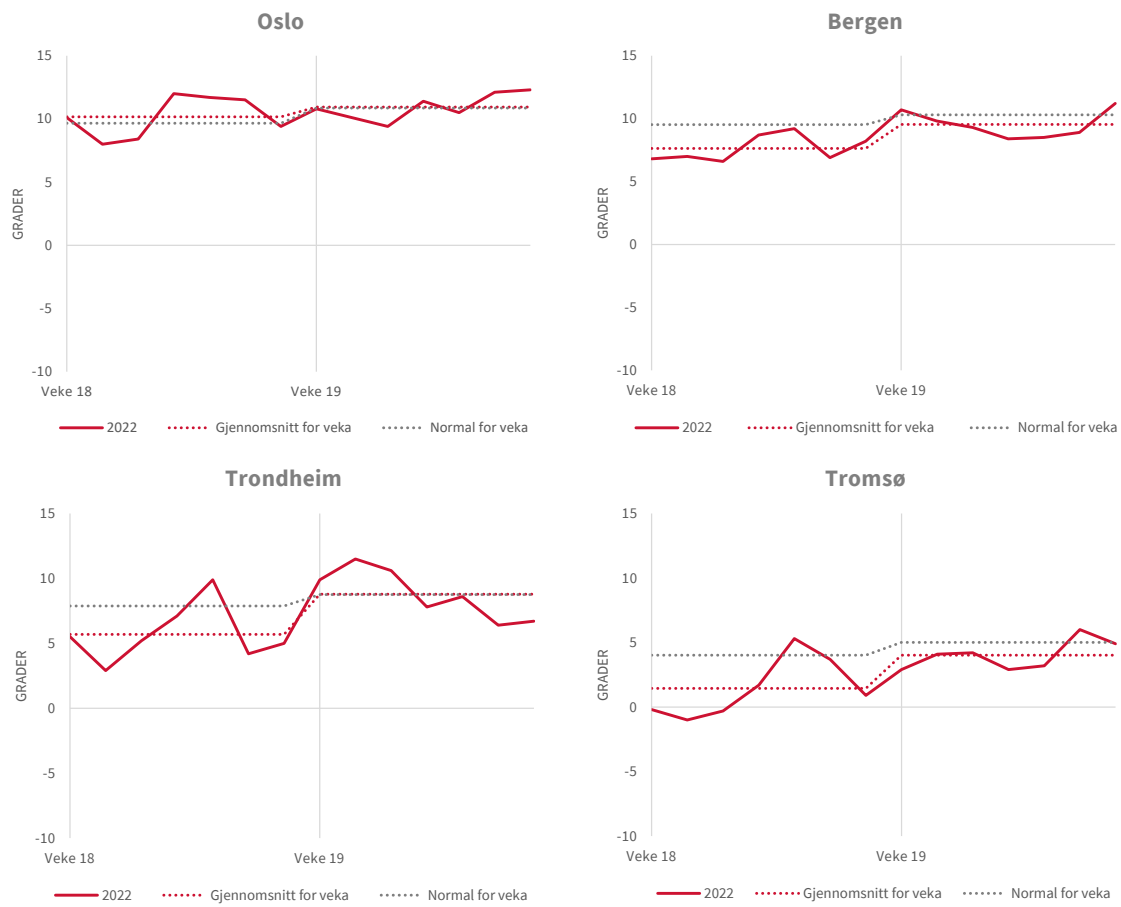 Oslo
15
10
5
0
-5
-10
GRADER
Veke 18
Veke 19
2022
Gjennomsnitt for veka
Normal for veka
Bergen
15
10
5
0
-5
-10
GRADER
Veke 18
Veke 19
2022
Gjennomsnitt for veka
Normal for veka
Trondheim
15
10
5
0
-5
-10
GRADER
Veke 18
Veke 19
2022
Gjennomsnitt for veka
Normal for veka
Tromsø
15
10
5
0
-5
-10
GRADER
Veke 18
Veke 19
2022
Gjennomsnitt for veka
Normal for veka